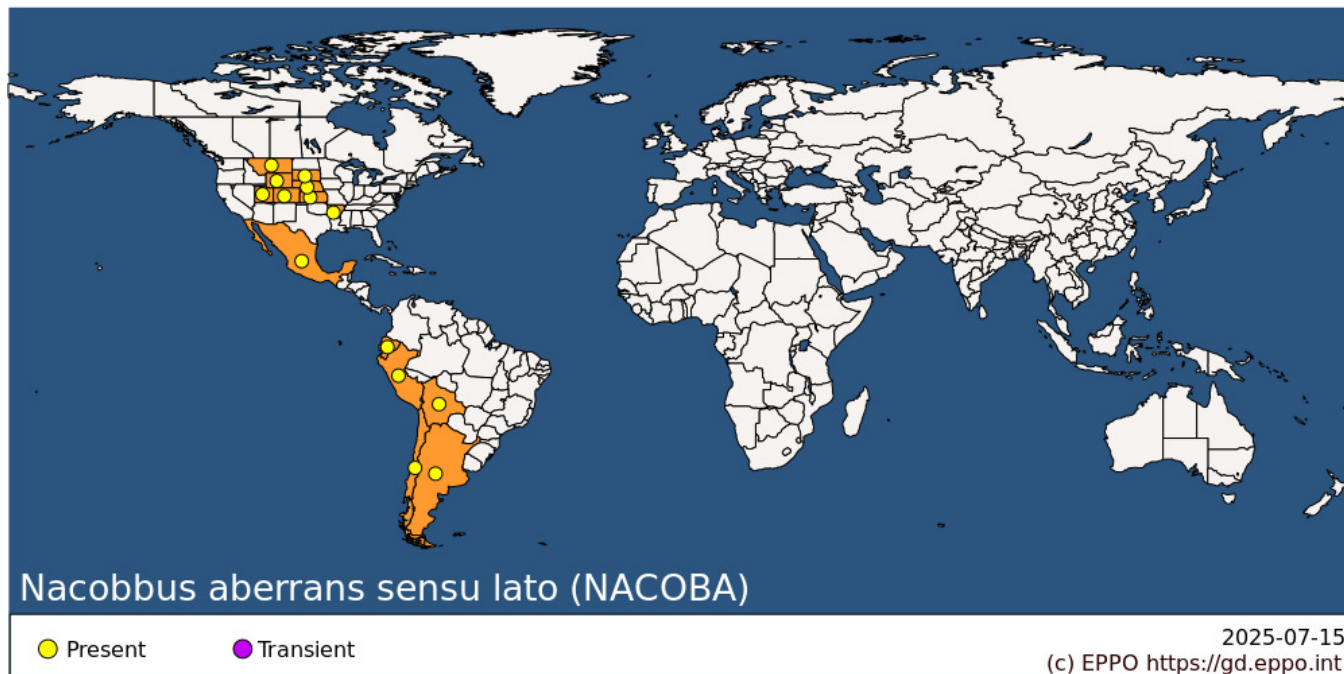 Nacobbus aberrans sensu lato (NACOBA)
Present
Transient
2025-07-15
(c) EPPO https://gd.eppo.int